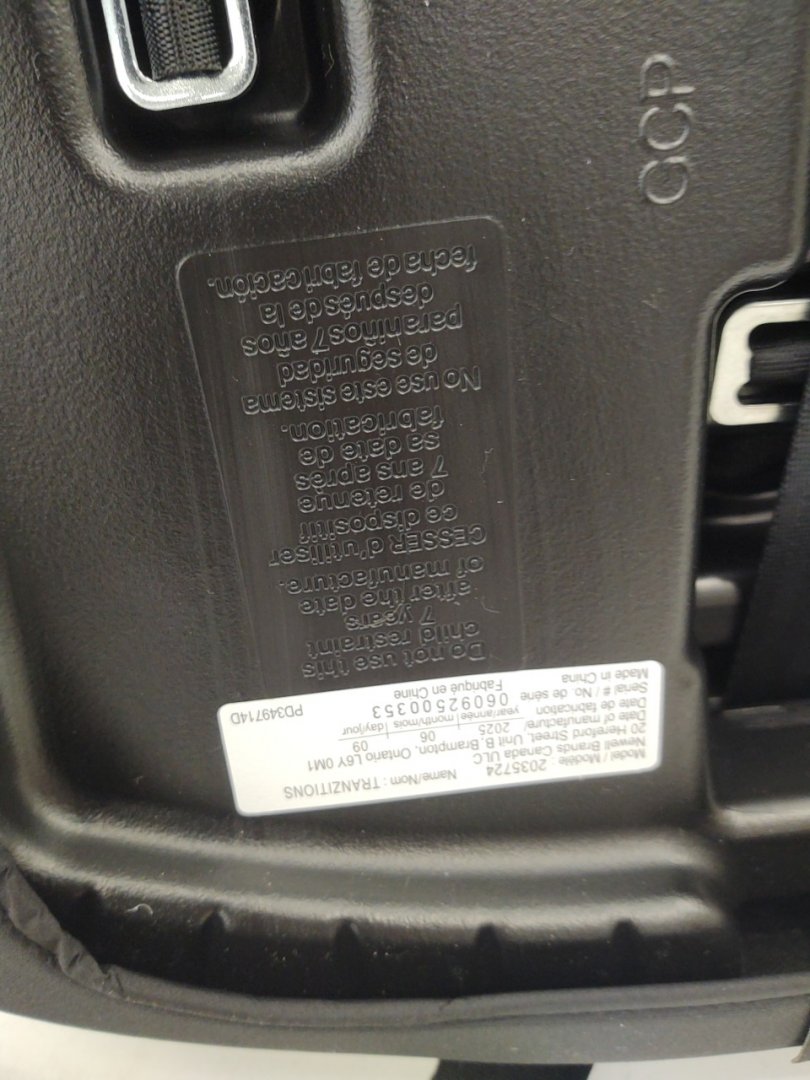 Model / Modèle : 2035724 Name/Nom : TRANZITIONS
Newell Brands Canada ULC
20 Hereford Street, Unit B, Brampton, Ontario L6Y 0M1
Date of manufacture/ 2025 06 09
Date de fabrication year/année month/mois day/jour
Serial # / No. de série 06092500353
Made in China Fabriqué en Chine PD349714D
Do not use this
child restraint
7 years
after the date
of manufacture.
CESSER d'utiliser
ce dispositif
de retenue
7 ans après
sa date de
fabrication.
No use este sistema
de seguridad
para niños 7 años
después de la
fecha de fabricación.
GCP